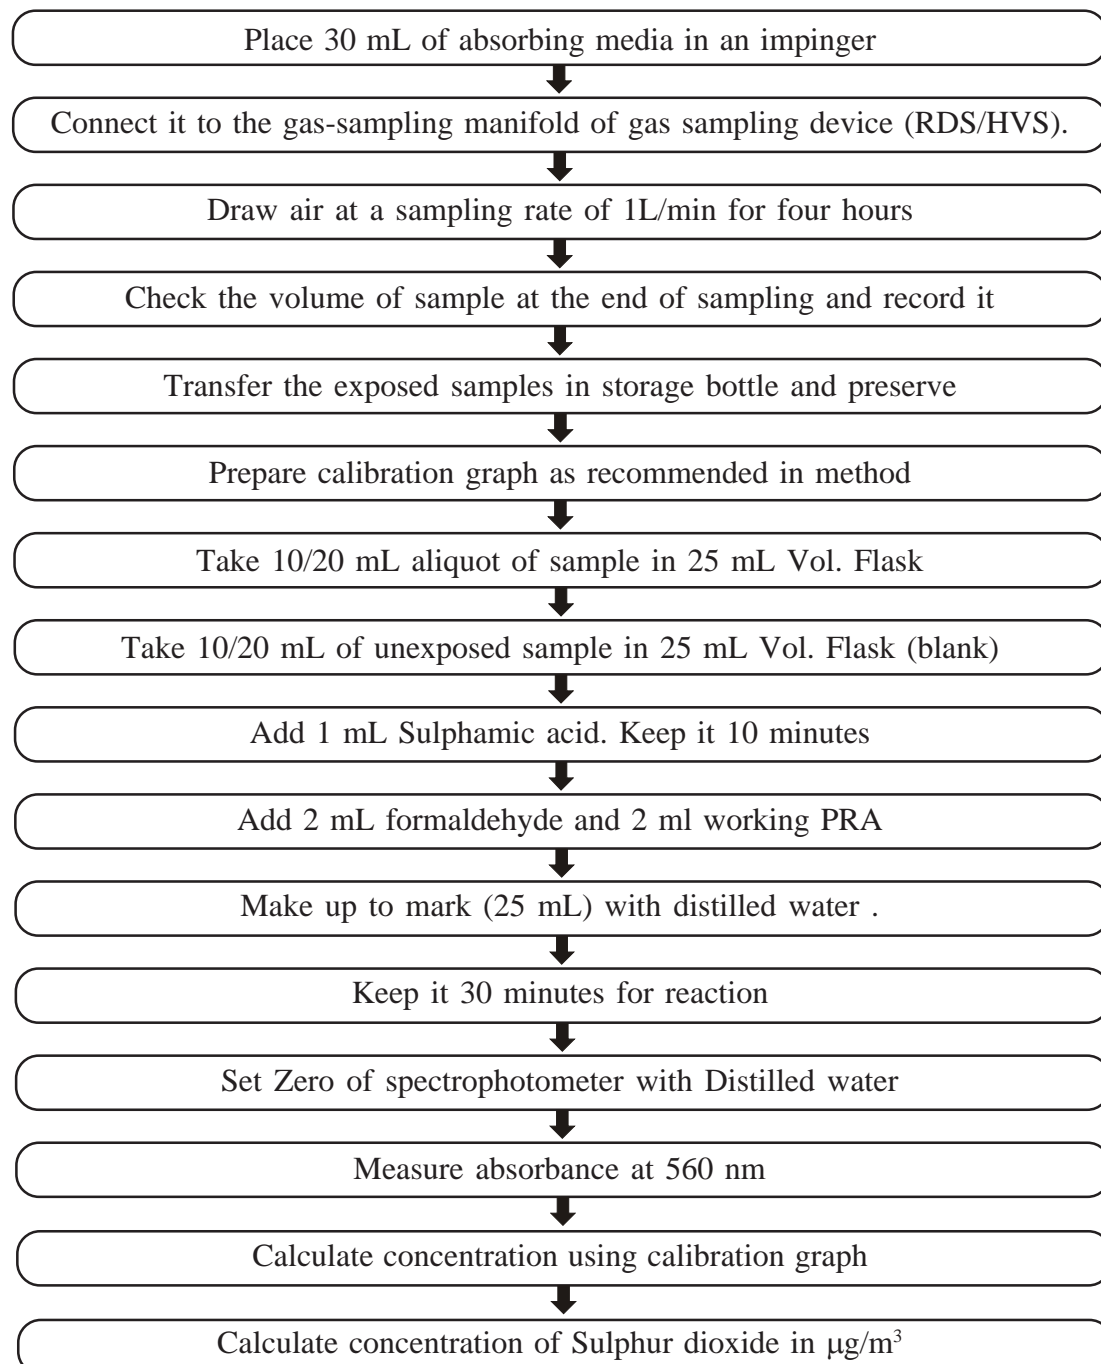 Place 30 mL of absorbing media in an impinger
Connect it to the gas-sampling manifold of gas sampling device (RDS/HVS).
Draw air at a sampling rate of 1L/min for four hours
Check the volume of sample at the end of sampling and record it
Transfer the exposed samples in storage bottle and preserve
Prepare calibration graph as recommended in method
Take 10/20 mL aliquot of sample in 25 mL Vol. Flask
Take 10/20 mL of unexposed sample in 25 mL Vol. Flask (blank)
Add 1 mL Sulphamic acid. Keep it 10 minutes
Add 2 mL formaldehyde and 2 ml working PRA
Make up to mark (25 mL) with distilled water .
Keep it 30 minutes for reaction
Set Zero of spectrophotometer with Distilled water
Measure absorbance at 560 nm
Calculate concentration using calibration graph
Calculate concentration of Sulphur dioxide in μg/m³